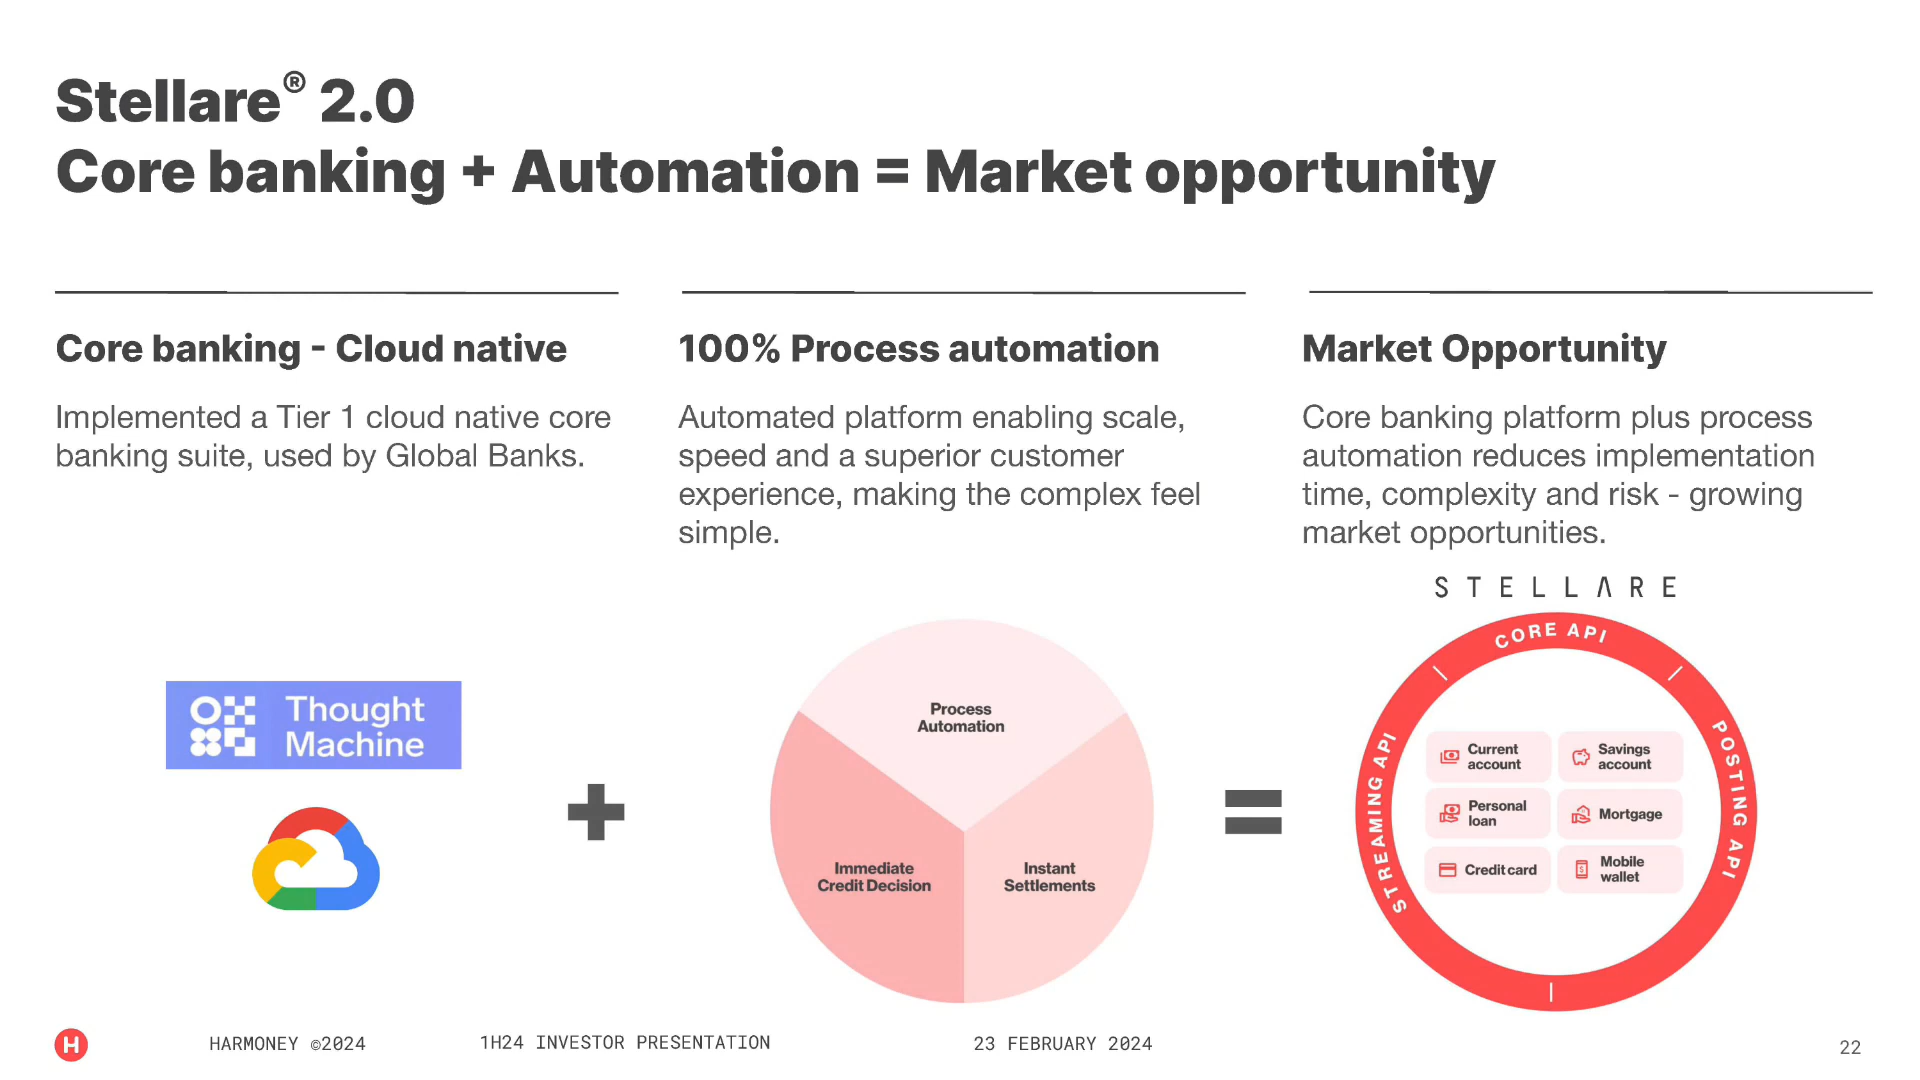 Stellare® 2.0
Core banking + Automation = Market opportunity
Core banking - Cloud native
Implemented a Tier 1 cloud native core
banking suite, used by Global Banks.
100% Process automation
Automated platform enabling scale,
speed and a superior customer
experience, making the complex feel
simple.
Market Opportunity
Core banking platform plus process
automation reduces implementation
time, complexity and risk - growing
market opportunities.
Thought
Machine
+
Process
Automation
Immediate
Credit Decision
Instant
Settlements
=
STELLARE
CORE API
STREAMING API
POSTING API
Current
account
Savings
account
Personal
loan
Mortgage
Credit card
Mobile
wallet
H
HARMONEY ©2024
1H24 INVESTOR PRESENTATION
23 FEBRUARY 2024
22